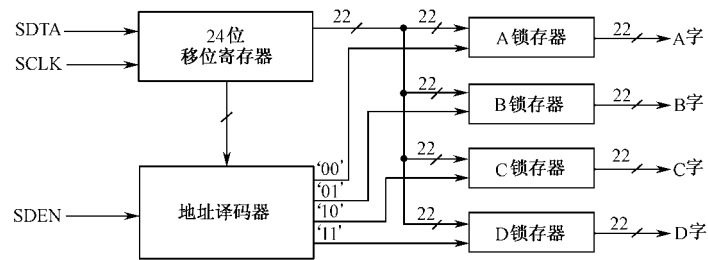 SDTA
SCLK
24位
移位寄存器
22
22
A锁存器
22
A字
22
B锁存器
22
B字
22
C锁存器
22
C字
22
D锁存器
22
D字
SDEN
地址译码器
‘00’
‘01’
‘10’
‘11’